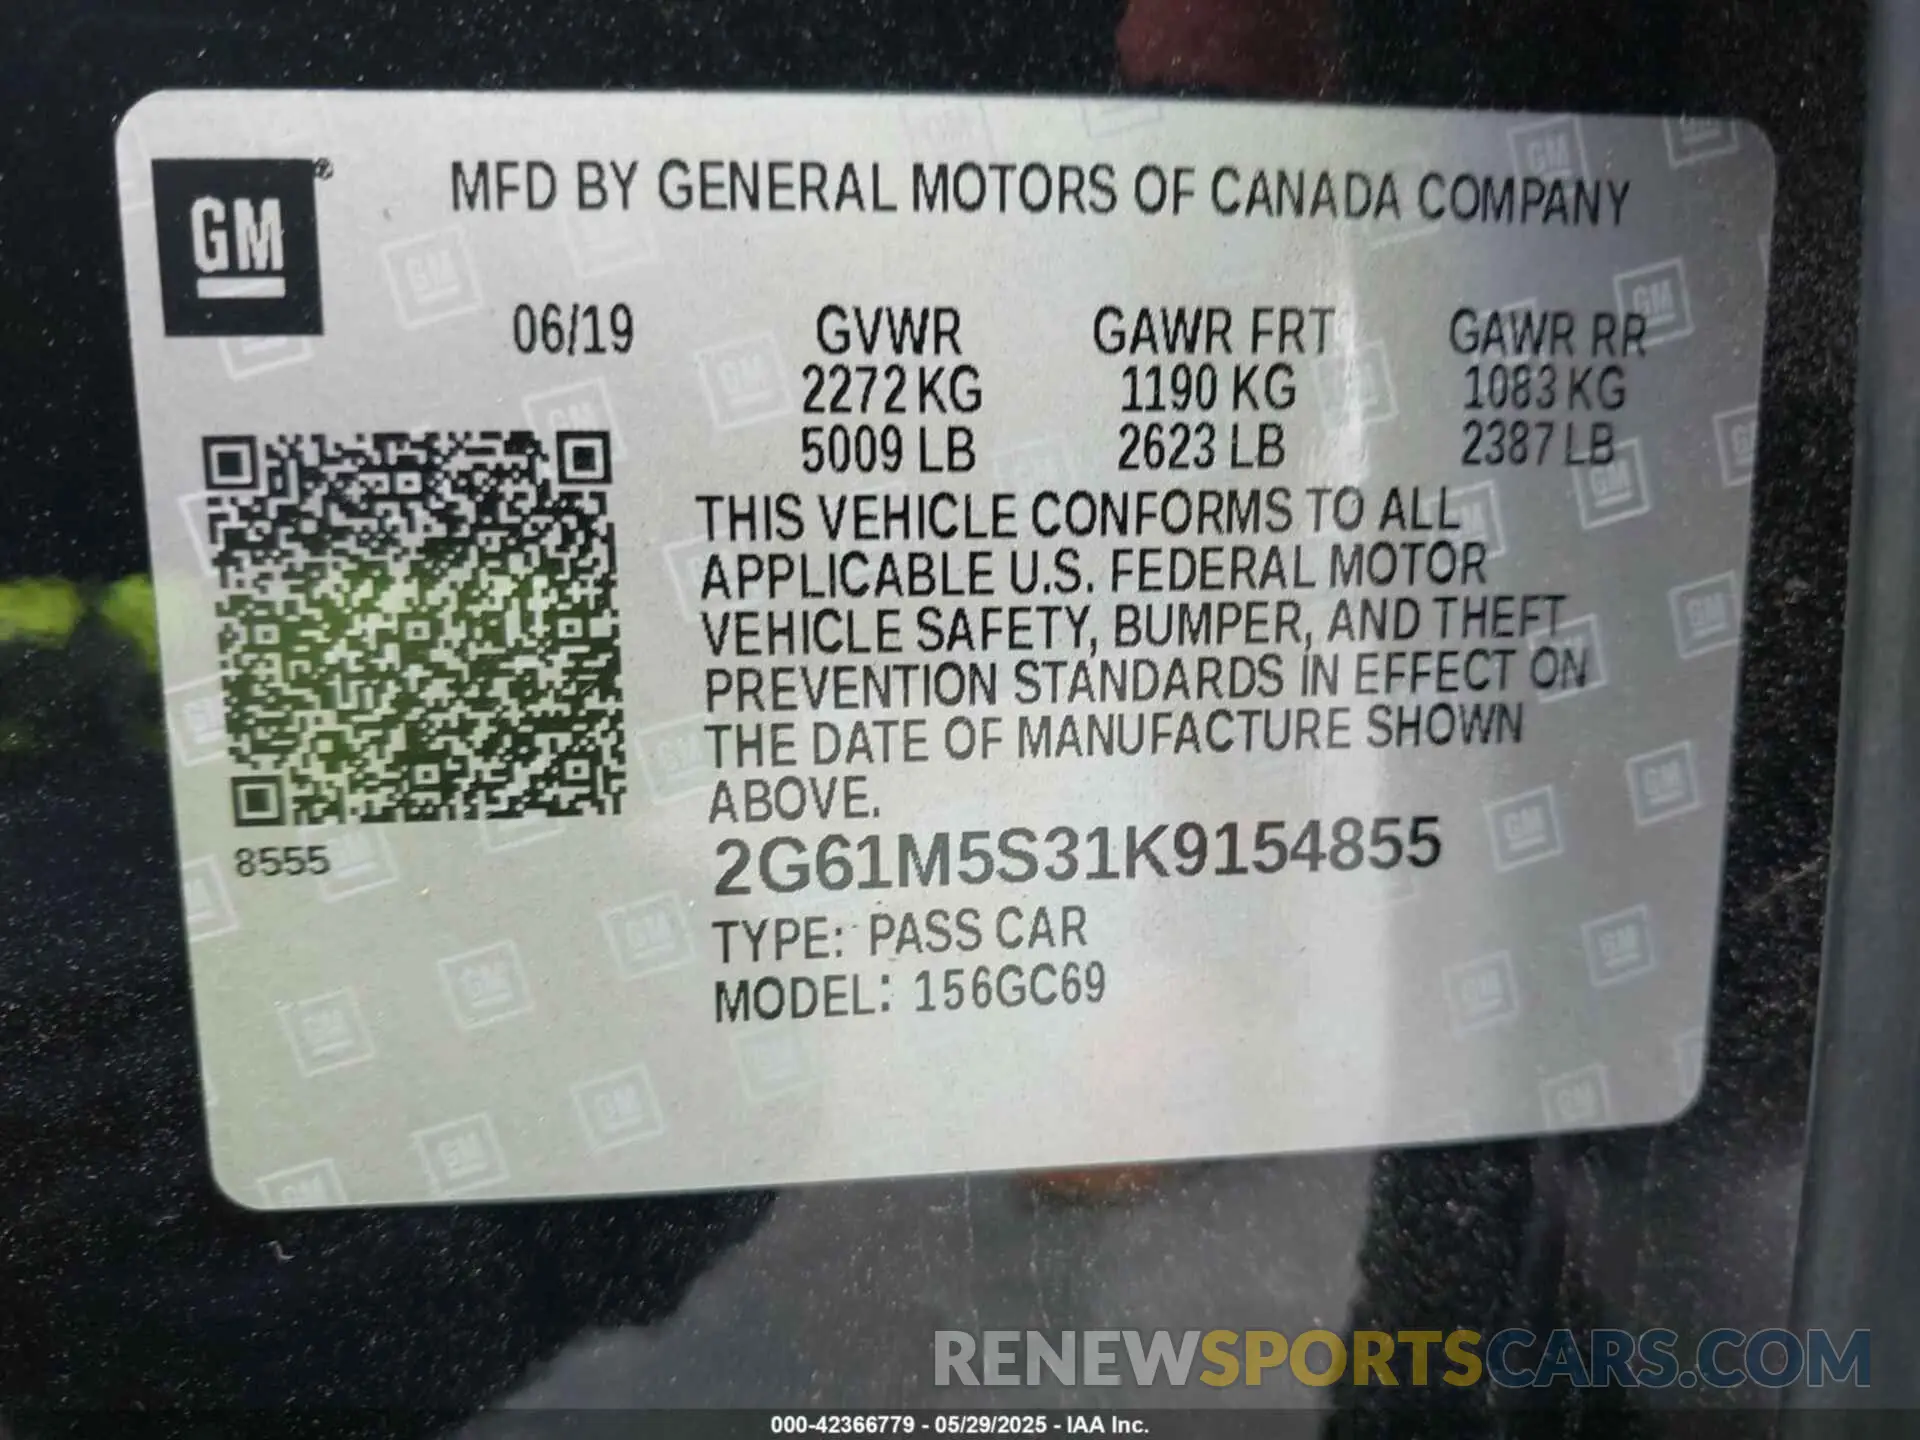 GM®
MFD BY GENERAL MOTORS OF CANADA COMPANY
06/19
GVWR
2272 KG
5009 LB
GAWR FRT
1190 KG
2623 LB
GAWR RR
1083 KG
2387 LB
THIS VEHICLE CONFORMS TO ALL
APPLICABLE U.S. FEDERAL MOTOR
VEHICLE SAFETY, BUMPER, AND THEFT
PREVENTION STANDARDS IN EFFECT ON
THE DATE OF MANUFACTURE SHOWN
ABOVE.
8555
2G61M5S31K9154855
TYPE: PASS CAR
MODEL: 156GC69
RENEWSPORTSCARS.COM
000-42366779 - 05/29/2025 - IAA Inc.